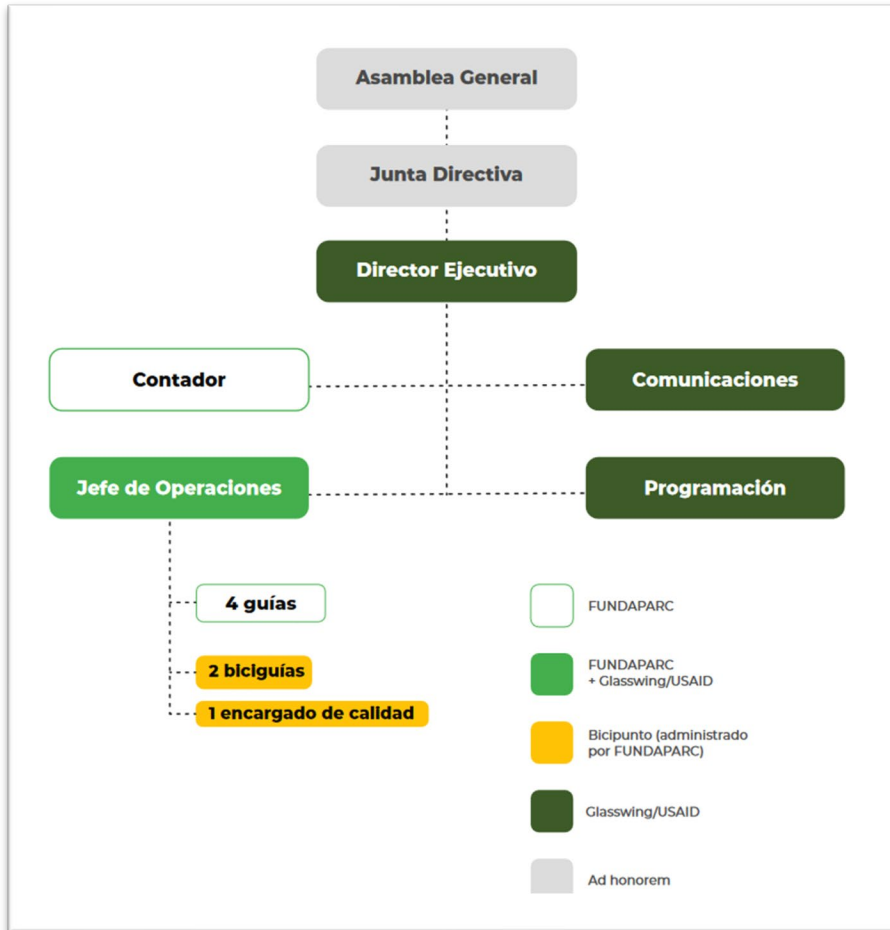 Asamblea General
Junta Directiva
Director Ejecutivo
Contador
Comunicaciones
Jefe de Operaciones
Programación
4 guías
2 biciguías
1 encargado de calidad
FUNDAPARC
FUNDAPARC
+ Glasswing/USAID
Bicipunto (administrado
por FUNDAPARC)
Glasswing/USAID
Ad honorem